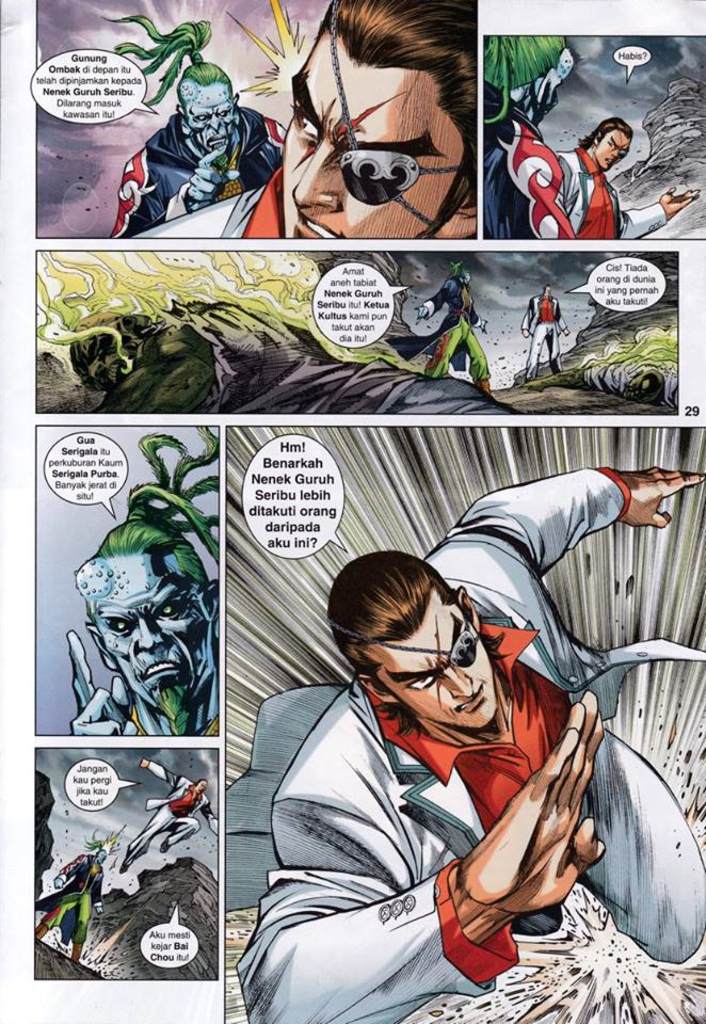 Gunung
Ombak di depan itu
telah dipinjamkan kepada
Nenek Guruh Seribu.
Dilarang masuk
kawasan itu!
Habis?
Amat
aneh tabiat
Nenek Guruh
Seribu itu! Ketua
Kultus kami pun
takut akan
dia itu!
Cis! Tiada
orang di dunia
ini yang pernah
aku takuti!
29
Gua
Serigala itu
perkuburan Kaum
Serigala Purba.
Banyak jerat di
situ!
Hm!
Benarkah
Nenek Guruh
Seribu lebih
ditakuti orang
daripada
aku ini?
Jangan
kau pergi
jika kau
takut!
Aku mesti
kejar Bai
Chou itu!